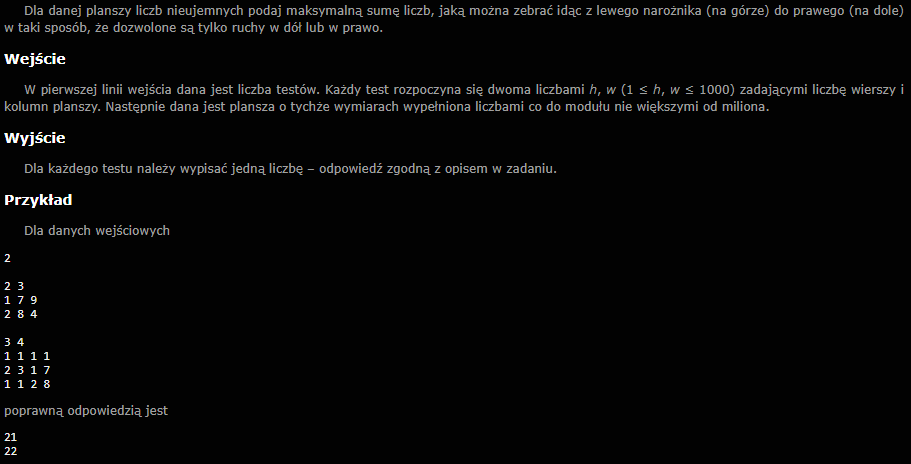 Dla danej planszy liczb nieujemnych podaj maksymalną sumę liczb, jaką można zebrać idąc z lewego narożnika (na górze) do prawego (na dole)
w taki sposób, że dozwolone są tylko ruchy w dół lub w prawo.
Wejście
W pierwszej linii wejścia dana jest liczba testów. Każdy test rozpoczyna się dwoma liczbami h, w (1 ≤ h, w ≤ 1000) zadającymi liczbę wierszy i
kolumn planszy. Następnie dana jest plansza o tychże wymiarach wypełniona liczbami co do modułu nie większymi od miliona.
Wyjście
Dla każdego testu należy wypisać jedną liczbę – odpowiedź zgodną z opisem w zadaniu.
Przykład
Dla danych wejściowych
2
2 3
1 7 9
2 8 4
3 4
1 1 1 1
2 3 1 7
1 1 2 8
poprawną odpowiedzią jest
21
22